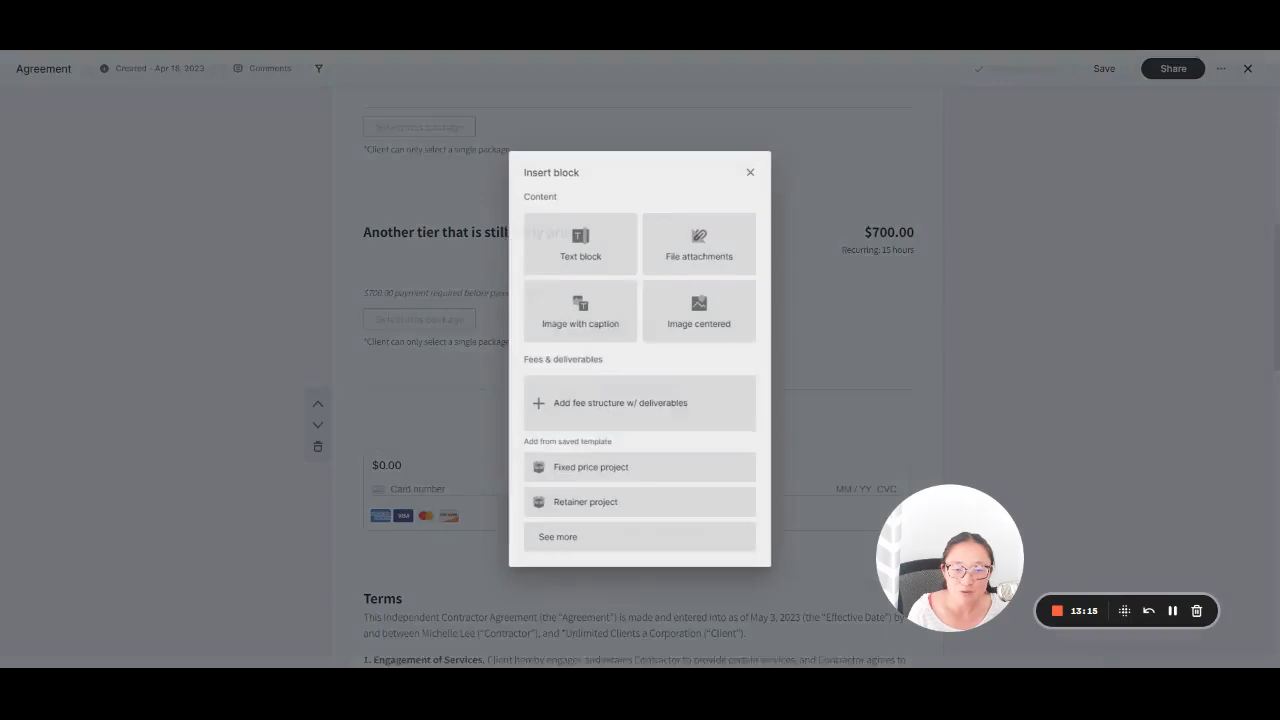 Agreement
Created - Apr 18, 2023
Comments
Save
Share
*Client can only select a single package
Another tier that is still
$700.00
Recurring: 15 hours
$700.00 payment required before
*Client can only select a single package
$0.00
Card number
MM / YY CVC
VISA
Insert block
Content
Text block
File attachments
Image with caption
Image centered
Fees & deliverables
Add fee structure w/ deliverables
Add from saved template
Fixed price project
Retainer project
See more
Terms
This Independent Contractor Agreement (the "Agreement") is made and entered into as of May 3, 2023 (the "Effective Date") by
and between Michelle Lee ("Contractor"), and "Unlimited Clients a Corporation ("Client").
1. Engagement of Services. Client hereby engages and retains Contractor to provide certain services, and Contractor agrees to
13:15